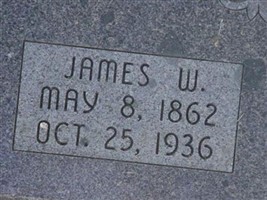 JAMES W.
MAY 8, 1862
OCT. 25, 1936